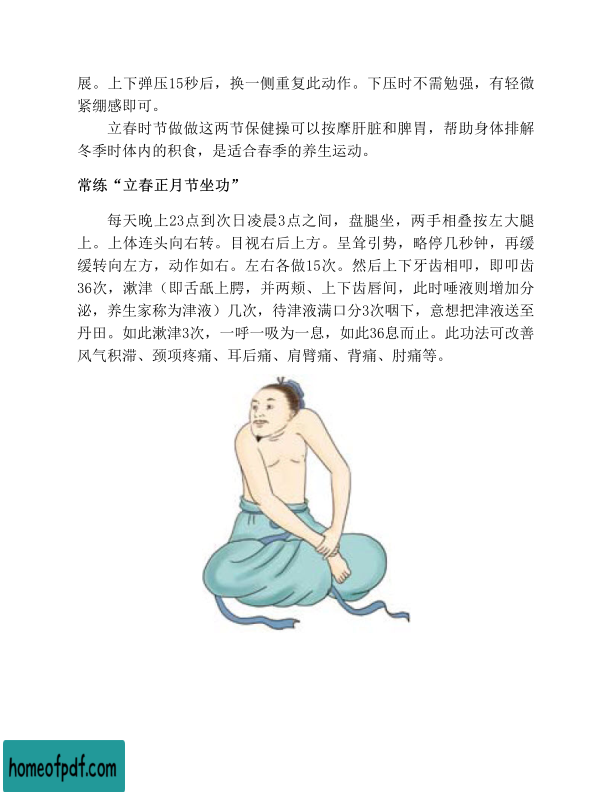 展。上下弹压15秒后，换一侧重复此动作。下压时不需勉强，有轻微
紧绷感即可。
立春时节做做这两节保健操可以按摩肝脏和脾胃，帮助身体排解
冬季时体内的积食，是适合春季的养生运动。
常练“立春正月节坐功”
每天晚上23点到次日凌晨3点之间，盘腿坐，两手相叠按左大腿
上。上体连头向右转。目视右后上方。呈耸引势，略停几秒钟，再缓
缓转向左方，动作如右。左右各做15次。然后上下牙齿相叩，即叩齿
36次，漱津（即舌舐上腭，并两颊、上下齿唇间，此时唾液则增加分
泌，养生家称为津液）几次，待津液满口分3次咽下，意想把津液送至
丹田。如此漱津3次，一呼一吸为一息，如此36息而止。此功法可改善
风气积滞、颈项疼痛、耳后痛、肩臂痛、背痛、肘痛等。
homeofpdf.com